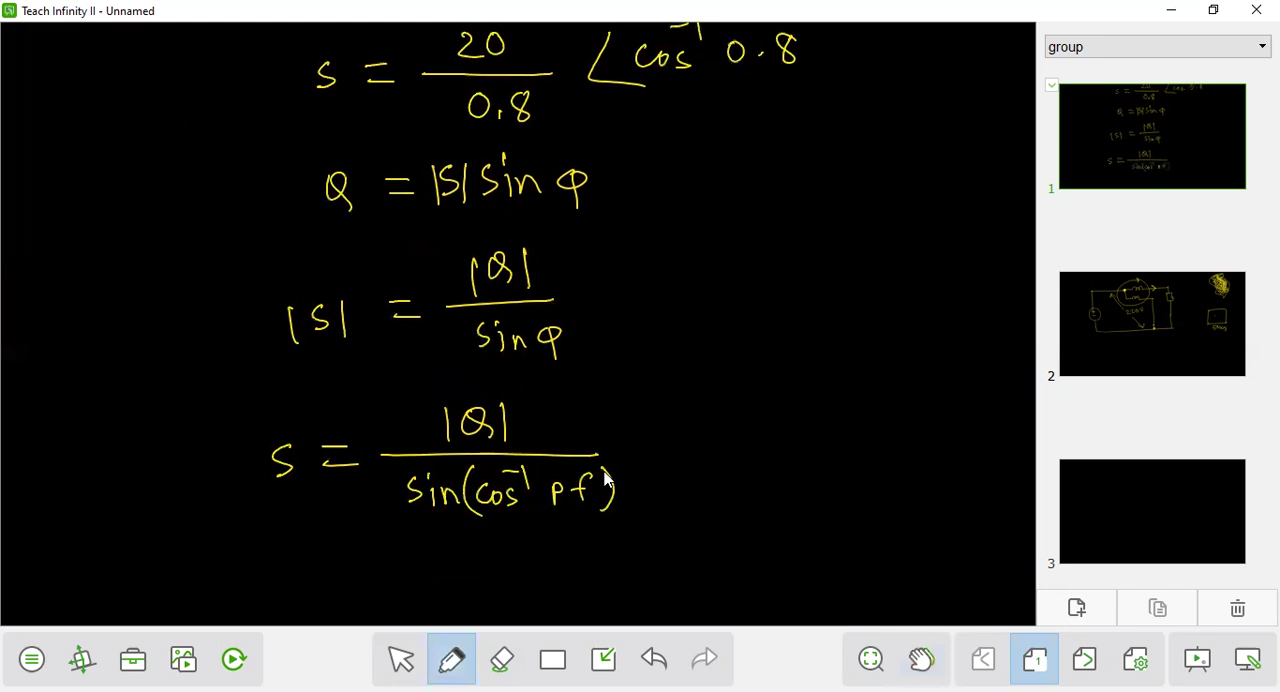 Teach Infinity II - Unnamed
group
s = 20 / 0.8 ∠cos⁻¹ 0.8
Q = |S| sin φ
|S| = |Q| / sin φ
s = |Q| / sin(cos⁻¹ pf)
1
2
3
1